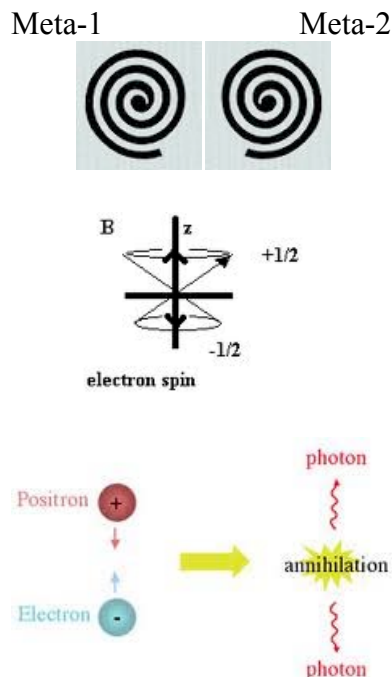 Meta-1 Meta-2
B z
+1/2
-1/2
electron spin
photon
Positron +
annihilation
Electron -
photon